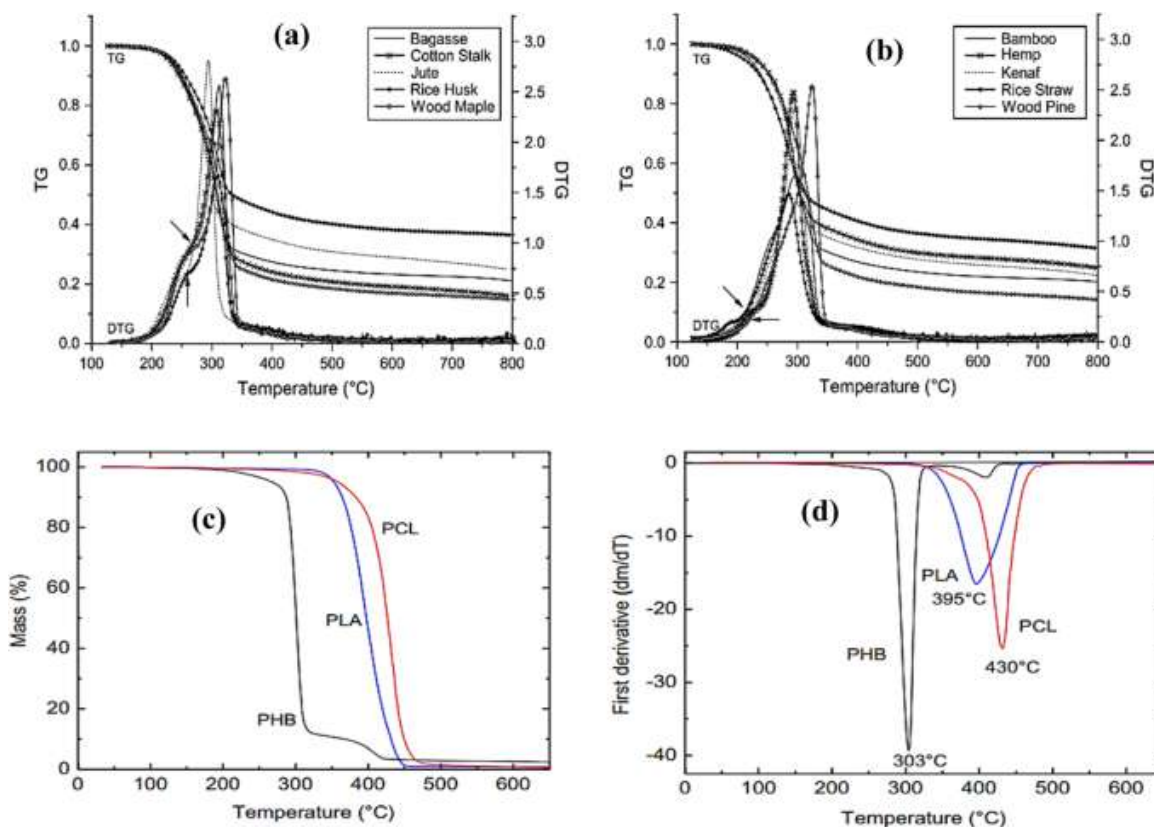 (a)
Bagasse
Cotton Stalk
Jute
Rice Husk
Wood Maple
TG
DTG
1.0
0.8
0.6
0.4
0.2
0.0
3.0
2.5
2.0
1.5
1.0
0.5
0.0
TG
DTG
100 200 300 400 500 600 700 800
Temperature (°C)
(b)
Bamboo
Hemp
Kenaf
Rice Straw
Wood Pine
TG
DTG
1.0
0.8
0.6
0.4
0.2
0.0
3.0
2.5
2.0
1.5
1.0
0.5
0.0
TG
DTG
100 200 300 400 500 600 700 800
Temperature (°C)
(c)
Mass (%)
100
80
60
40
20
0
PCL
PLA
PHB
0 100 200 300 400 500 600
Temperature (°C)
(d)
First derivative (dm/dT)
0
-10
-20
-30
-40
PLA
395°C
PCL
430°C
PHB
303°C
0 100 200 300 400 500 600
Temperature (°C)